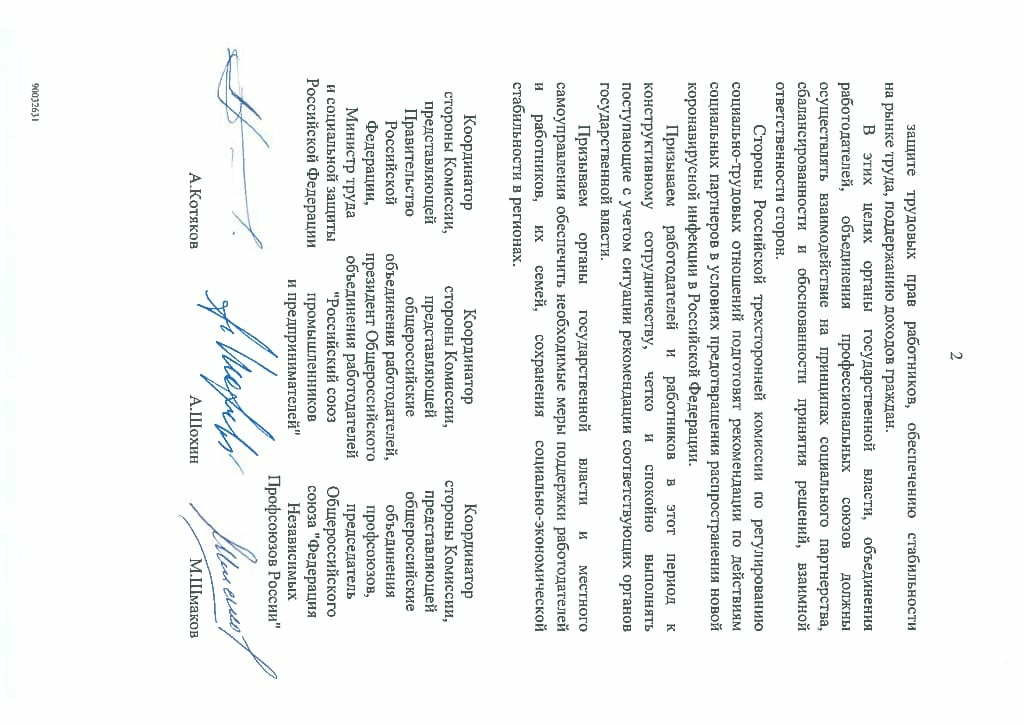 2
защите трудовых прав работников, обеспечению стабильности
на рынке труда, поддержанию доходов граждан.
В этих целях органы государственной власти, объединения
работодателей, объединения профессиональных союзов должны
осуществлять взаимодействие на принципах социального партнерства,
сбалансированности и обоснованности принятия решений, взаимной
ответственности сторон.
Стороны Российской трехсторонней комиссии по регулированию
социально-трудовых отношений подготовят рекомендации по действиям
социальных партнеров в условиях предотвращения распространения новой
коронавирусной инфекции в Российской Федерации.
Призываем работодателей и работников в этот период к
конструктивному сотрудничеству, четко и спокойно выполнять
поступающие с учетом ситуации рекомендации соответствующих органов
государственной власти.
Призываем органы государственной власти и местного
самоуправления обеспечить необходимые меры поддержки работодателей
и работников, их семей, сохранения социально-экономической
стабильности в регионах.
Координатор
стороны Комиссии,
представляющей
Правительство
Российской
Федерации,
Министр труда
и социальной защиты
Российской Федерации
А.Котяков
Координатор
стороны Комиссии,
представляющей
общероссийские
объединения работодателей,
президент Общероссийского
объединения работодателей
"Российский союз
промышленников
и предпринимателей"
А.Шохин
Координатор
стороны Комиссии,
представляющей
общероссийские
объединения
профсоюзов,
председатель
Общероссийского
союза "Федерация
Независимых
Профсоюзов России"
М.Шмаков
90032631